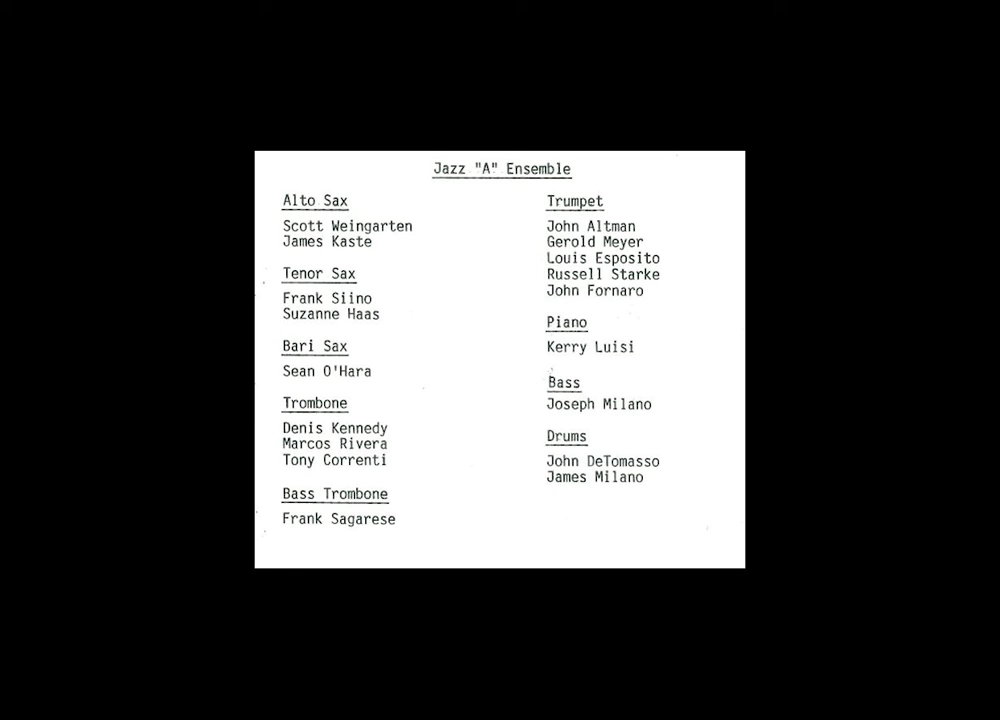 Jazz "A" Ensemble
Alto Sax
Scott Weingarten
James Kaste
Tenor Sax
Frank Siino
Suzanne Haas
Bari Sax
Sean O'Hara
Trombone
Denis Kennedy
Marcos Rivera
Tony Correnti
Bass Trombone
Frank Sagarese
Trumpet
John Altman
Gerold Meyer
Louis Esposito
Russell Starke
John Fornaro
Piano
Kerry Luisi
Bass
Joseph Milano
Drums
John DeTomasso
James Milano